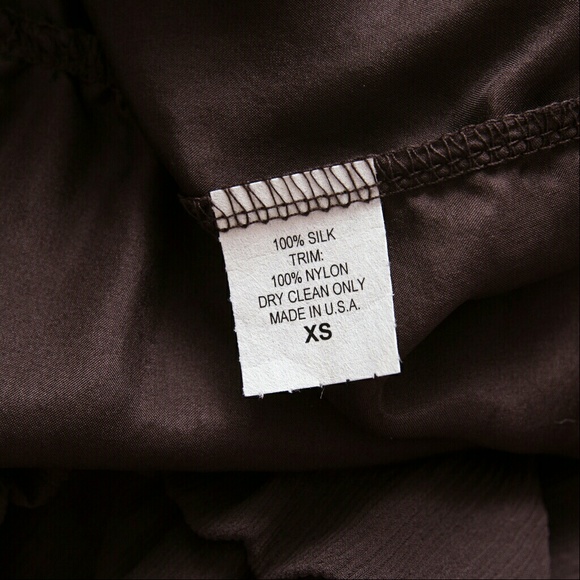 100% SILK
TRIM:
100% NYLON
DRY CLEAN ONLY
MADE IN U.S.A.
XS